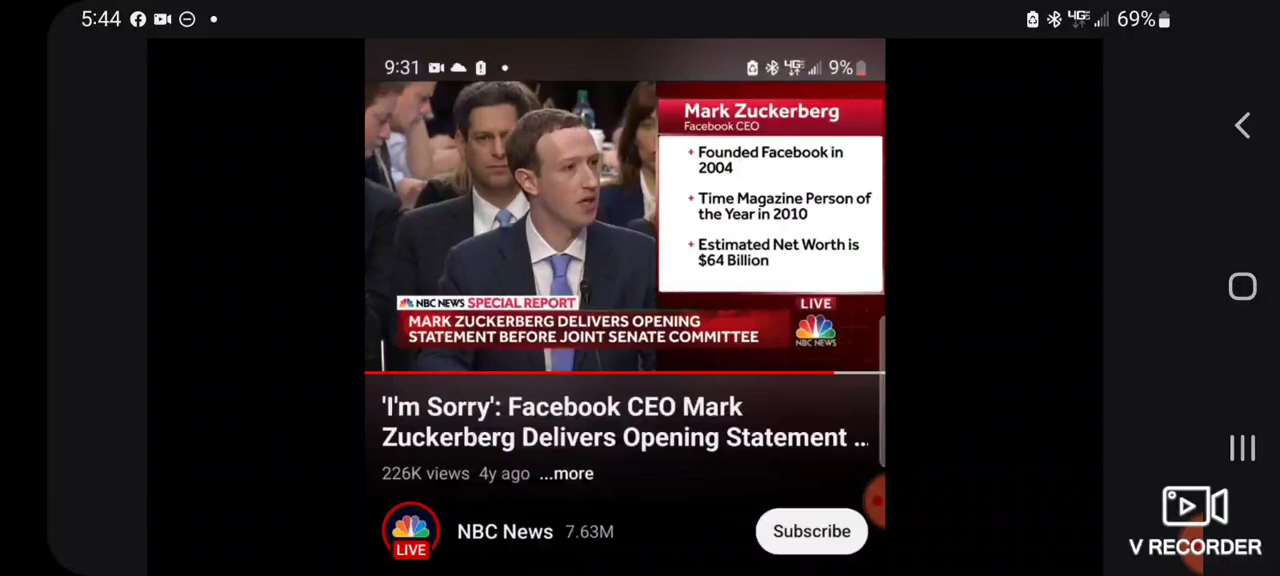 5:44
4GE
69%
9:31
4GE
9%
Mark Zuckerberg
Facebook CEO
+ Founded Facebook in
2004
+ Time Magazine Person of
the Year in 2010
+ Estimated Net Worth is
$64 Billion
NBC NEWS SPECIAL REPORT
LIVE
MARK ZUCKERBERG DELIVERS OPENING
STATEMENT BEFORE JOINT SENATE COMMITTEE
NBC NEWS
'I'm Sorry': Facebook CEO Mark
Zuckerberg Delivers Opening Statement ...
226K views 4y ago ...more
NBC News 7.63M
LIVE
Subscribe
V RECORDER